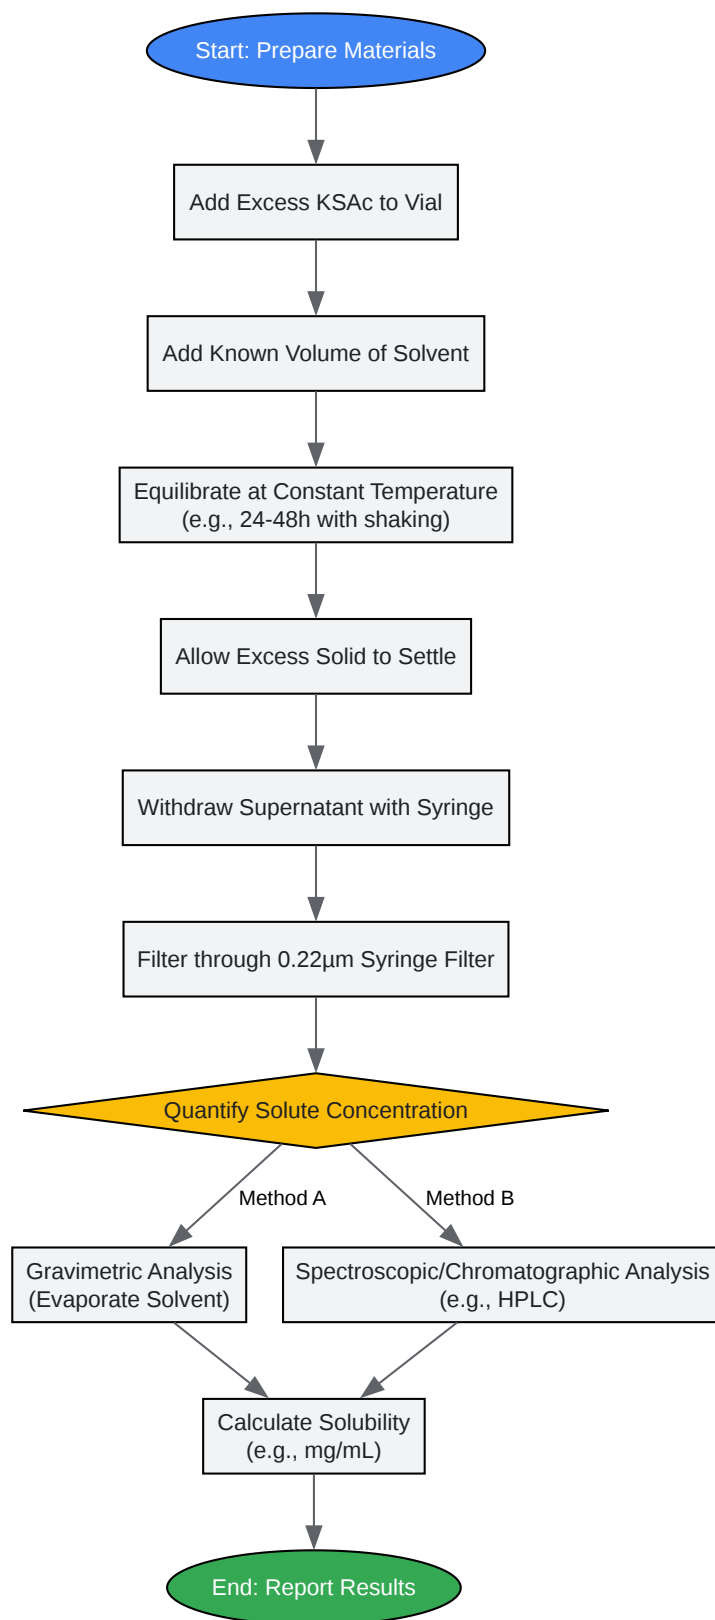 Start: Prepare Materials
Add Excess KSAc to Vial
Add Known Volume of Solvent
Equilibrate at Constant Temperature
(e.g., 24-48h with shaking)
Allow Excess Solid to Settle
Withdraw Supernatant with Syringe
Filter through 0.22µm Syringe Filter
Quantify Solute Concentration
Method A
Method B
Gravimetric Analysis
(Evaporate Solvent)
Spectroscopic/Chromatographic Analysis
(e.g., HPLC)
Calculate Solubility
(e.g., mg/mL)
End: Report Results